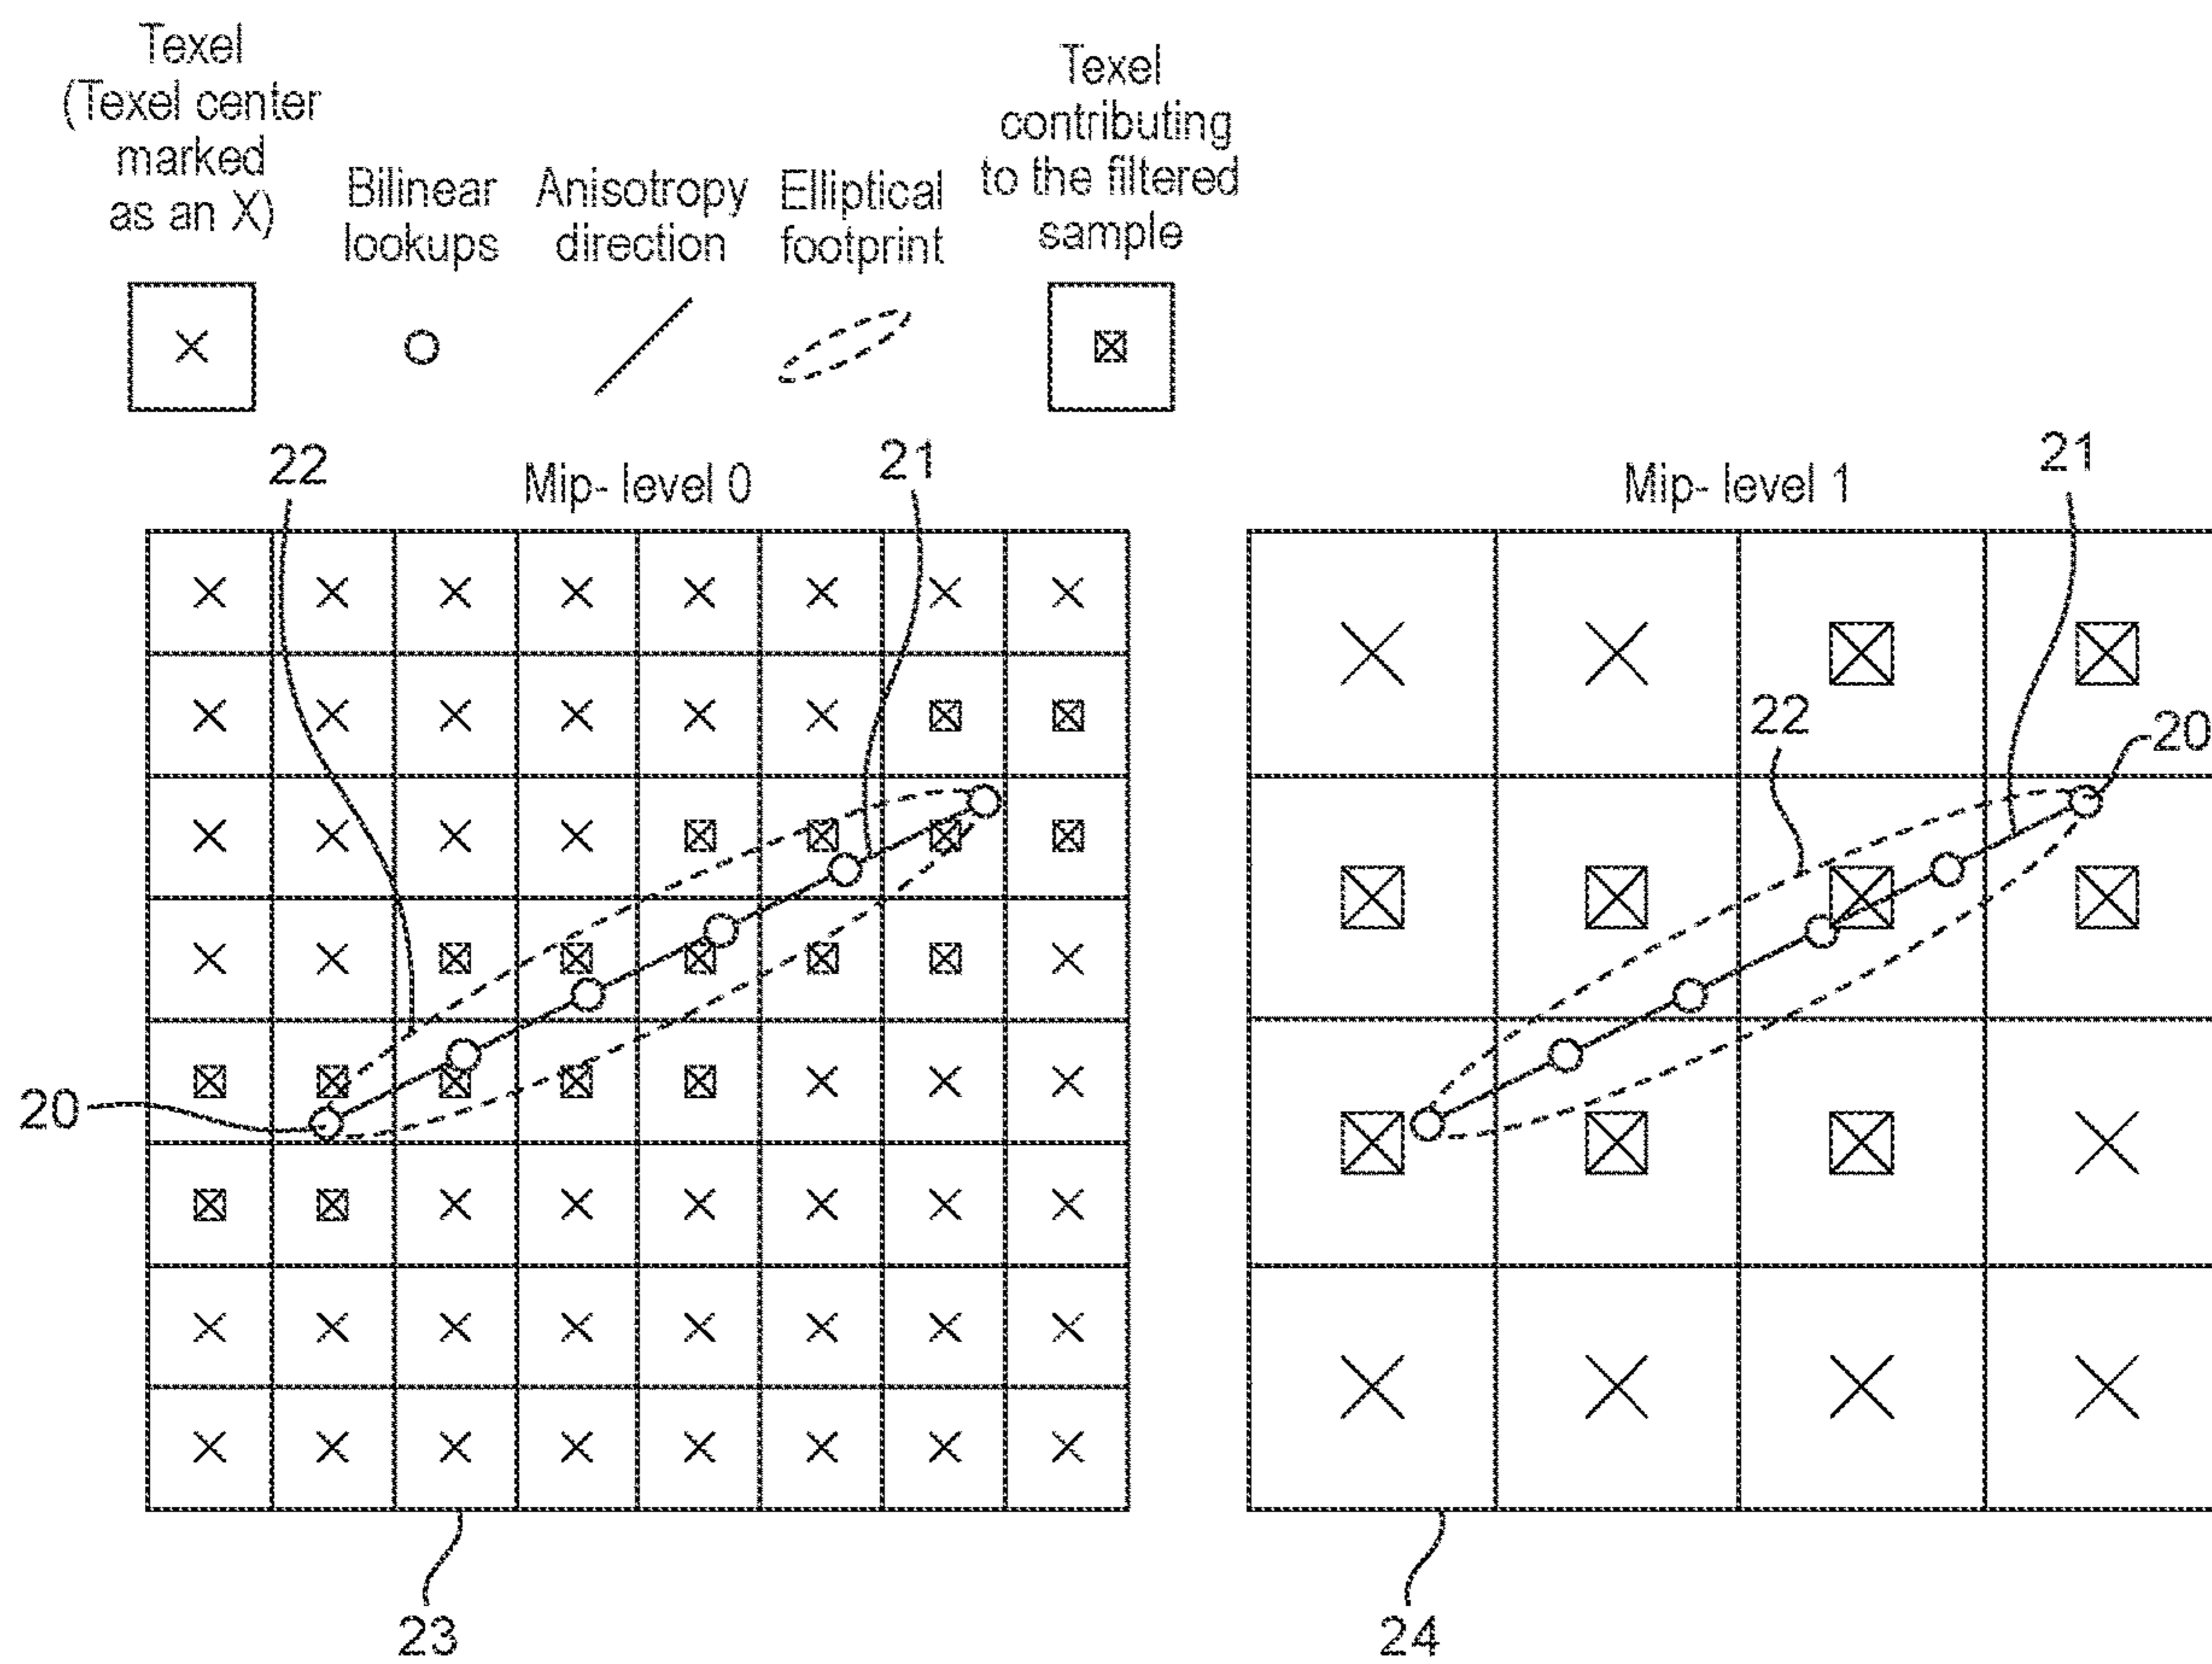 Texel
(Texel center
marked
as an X)
Bilinear
lookups
Anisotropy
direction
Elliptical
footprint
Texel
contributing
to the filtered
sample
22
Mip- level 0
21
Mip- level 1
21
22
20
20
23
24